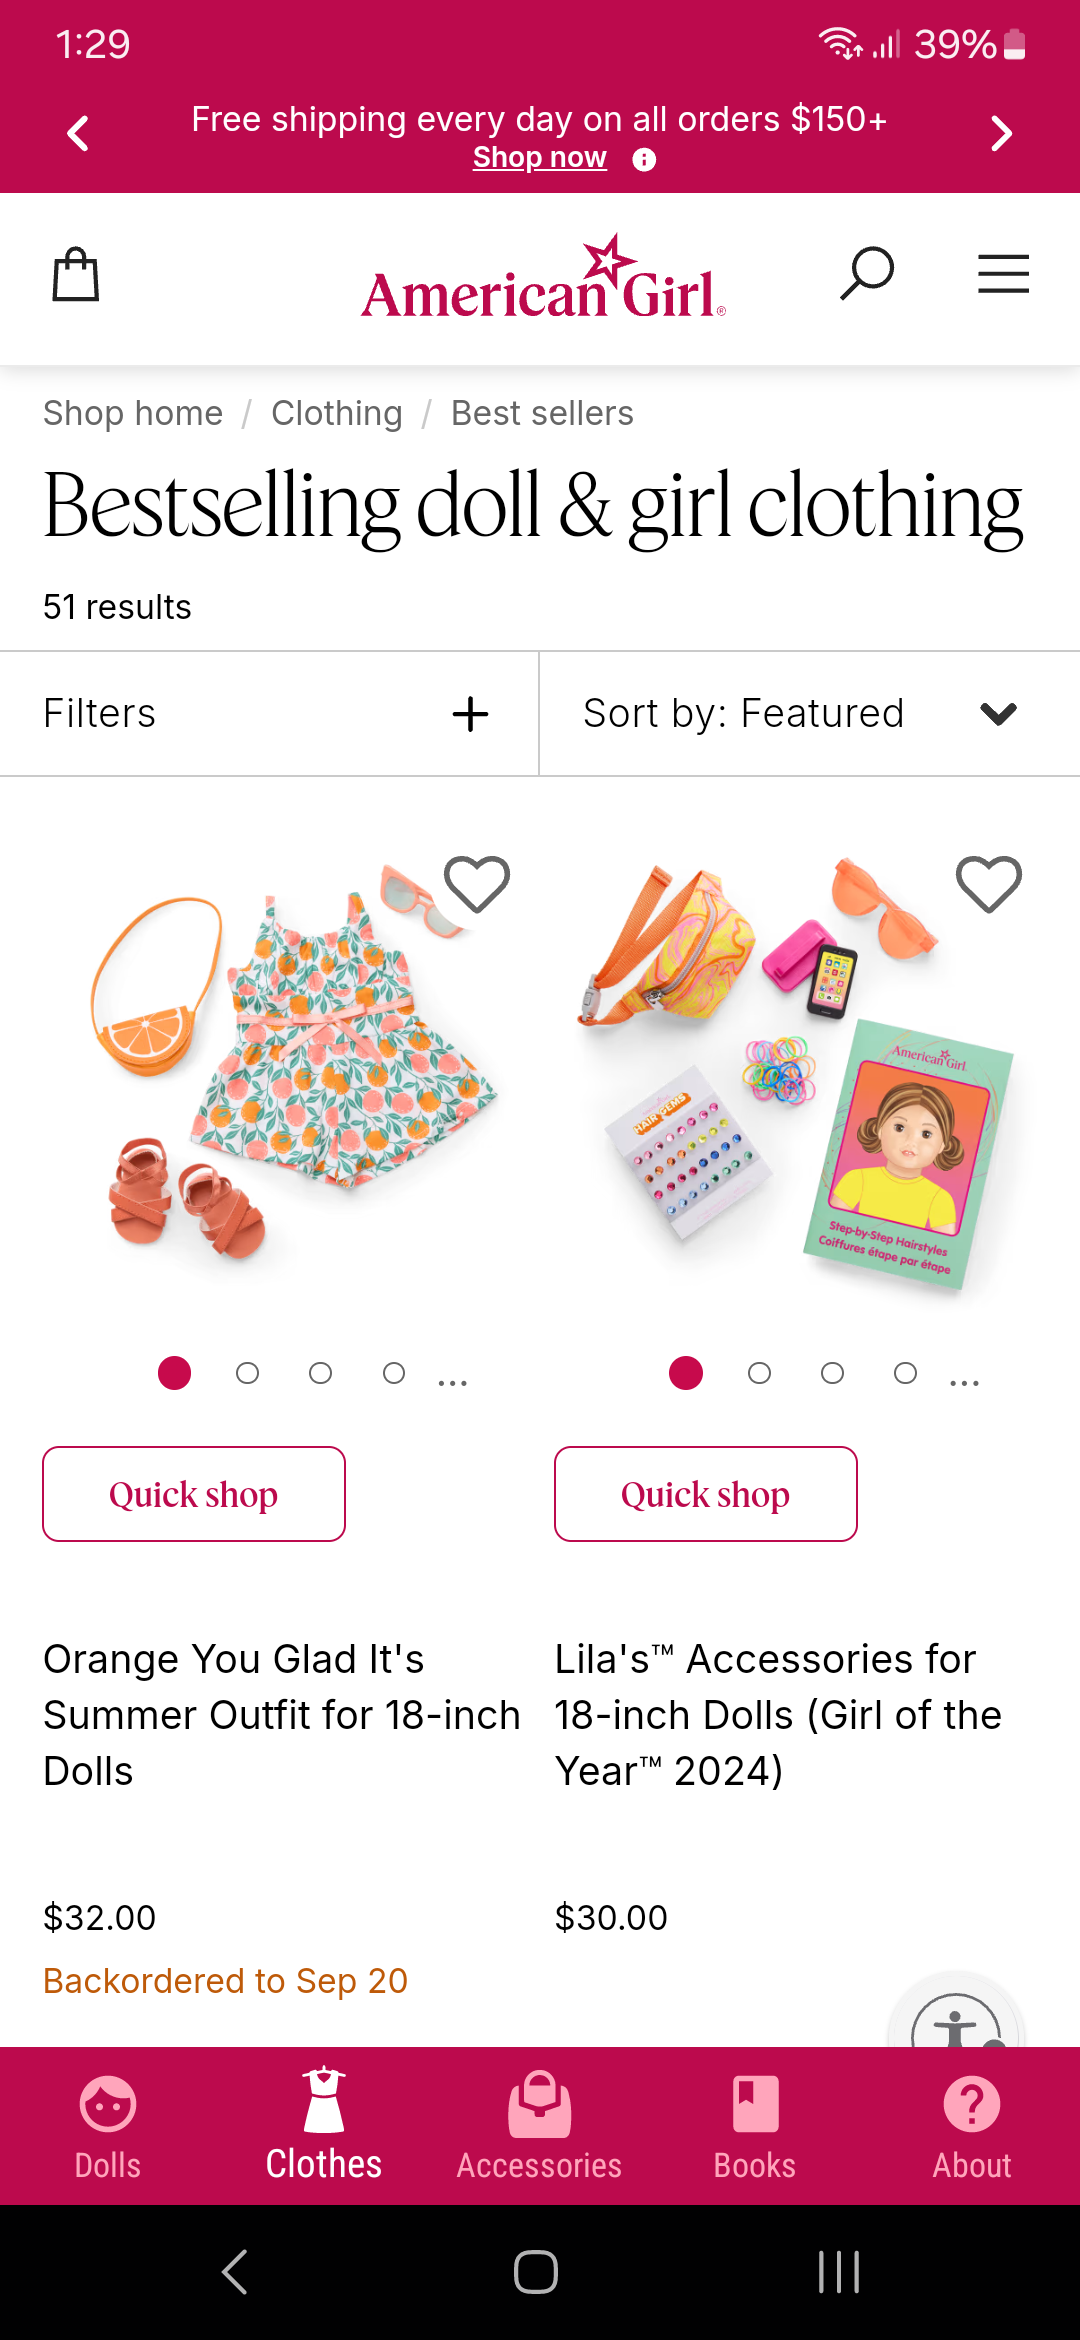 1:29
39%
Free shipping every day on all orders $150+
Shop now
American Girl®
Shop home / Clothing / Best sellers
Bestselling doll & girl clothing
51 results
Filters
Sort by: Featured
HAIR GEMS
American Girl
Step-by-Step Hairstyles
Coiffures étape par étape
...
...
Quick shop
Quick shop
Orange You Glad It's
Summer Outfit for 18-inch
Dolls
$32.00
Backordered to Sep 20
Lila's™ Accessories for
18-inch Dolls (Girl of the
Year™ 2024)
$30.00
Dolls
Clothes
Accessories
Books
About